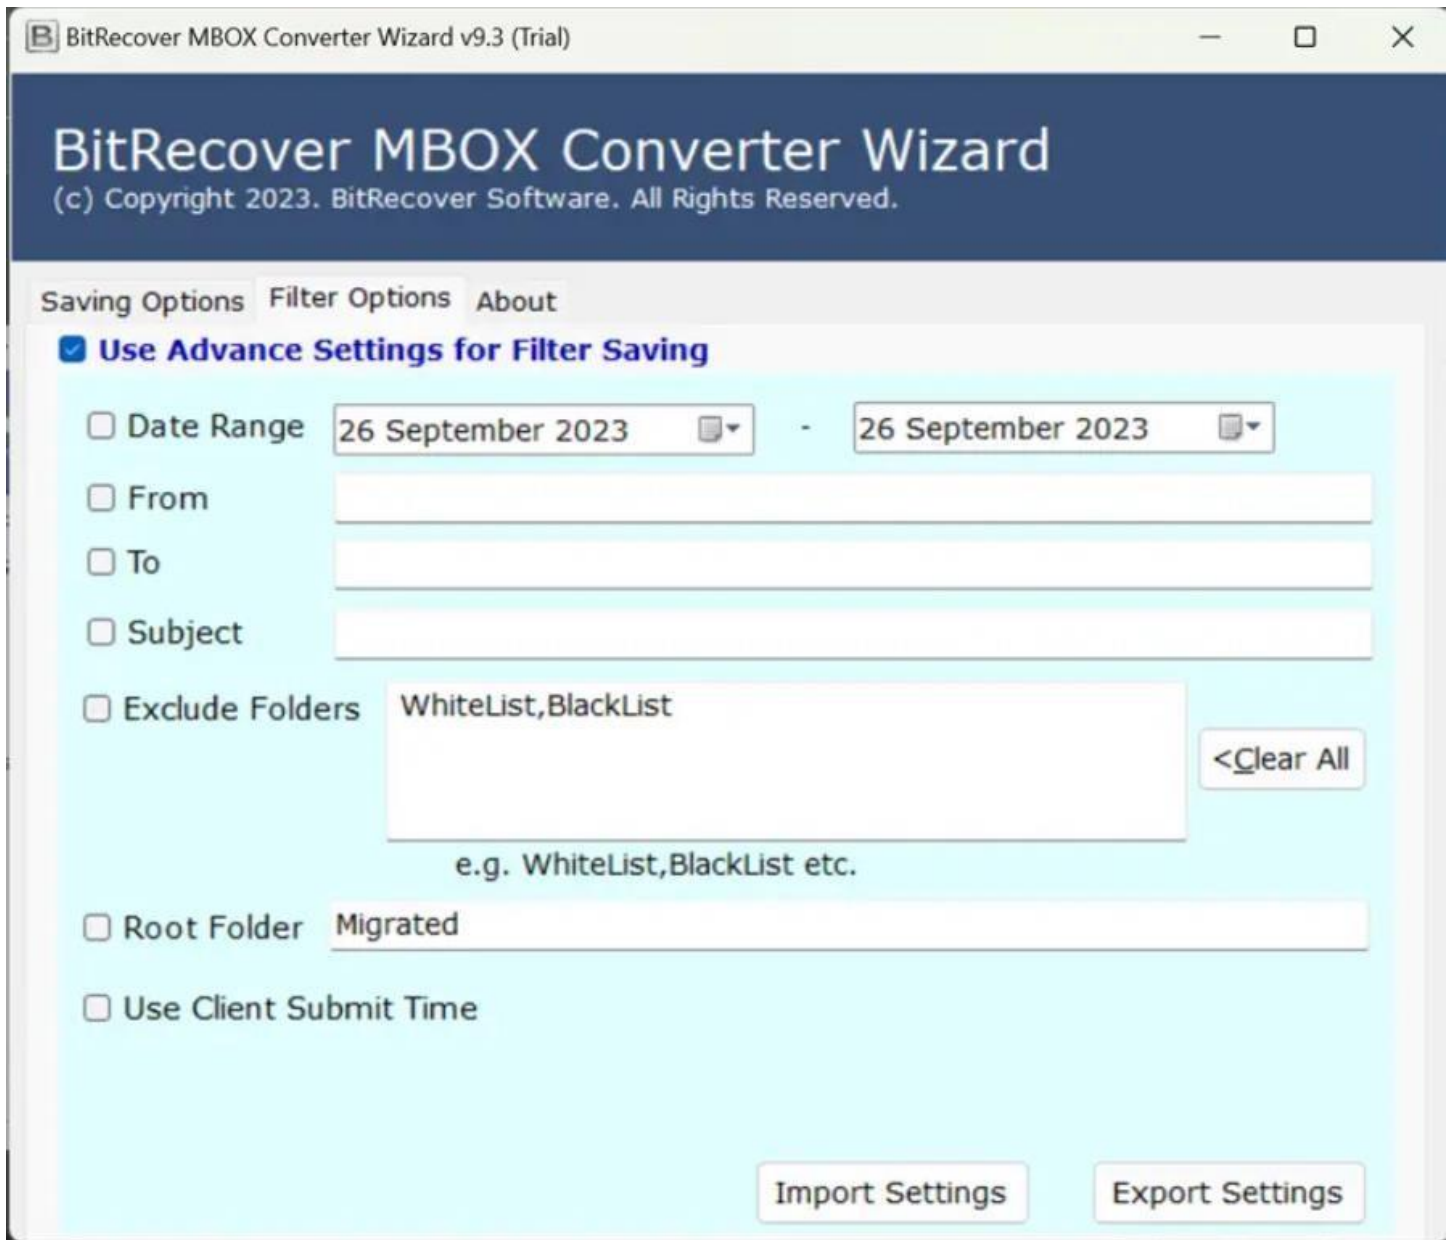 BitRecover MBOX Converter Wizard v9.3 (Trial)
BitRecover MBOX Converter Wizard
(c) Copyright 2023. BitRecover Software. All Rights Reserved.
Saving Options Filter Options About
Use Advance Settings for Filter Saving
Date Range 26 September 2023 - 26 September 2023
From
To
Subject
Exclude Folders WhiteList,BlackList
<Clear All
e.g. WhiteList,BlackList etc.
Root Folder Migrated
Use Client Submit Time
Import Settings Export Settings